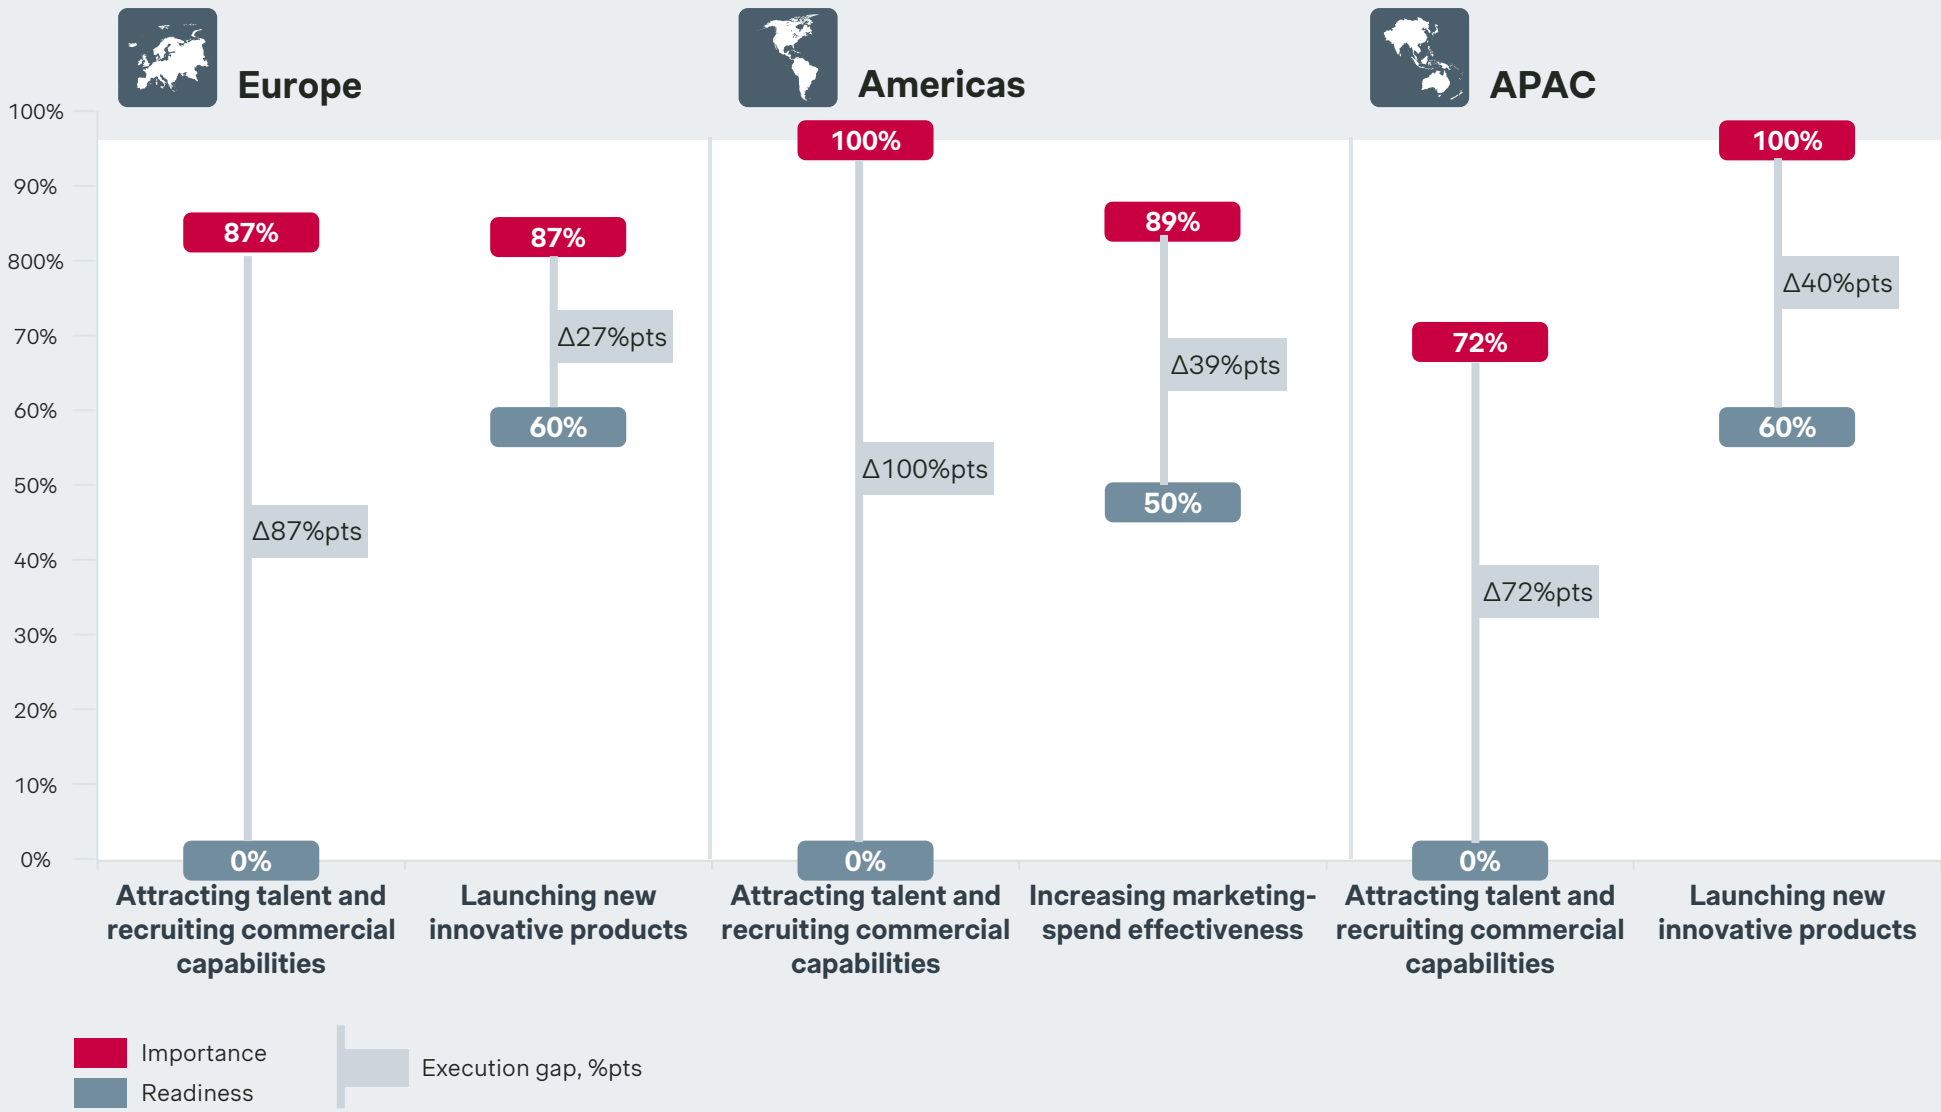 Europe
Americas
APAC
100%
90%
800%
70%
60%
50%
40%
30%
20%
10%
0%
87%
Δ87%pts
0%
87%
Δ27%pts
60%
100%
Δ100%pts
0%
89%
Δ39%pts
50%
72%
Δ72%pts
0%
100%
Δ40%pts
60%
Attracting talent and
recruiting commercial
capabilities
Launching new
innovative products
Attracting talent and
recruiting commercial
capabilities
Increasing marketing-
spend effectiveness
Attracting talent and
recruiting commercial
capabilities
Launching new
innovative products
Importance
Readiness
Execution gap, %pts